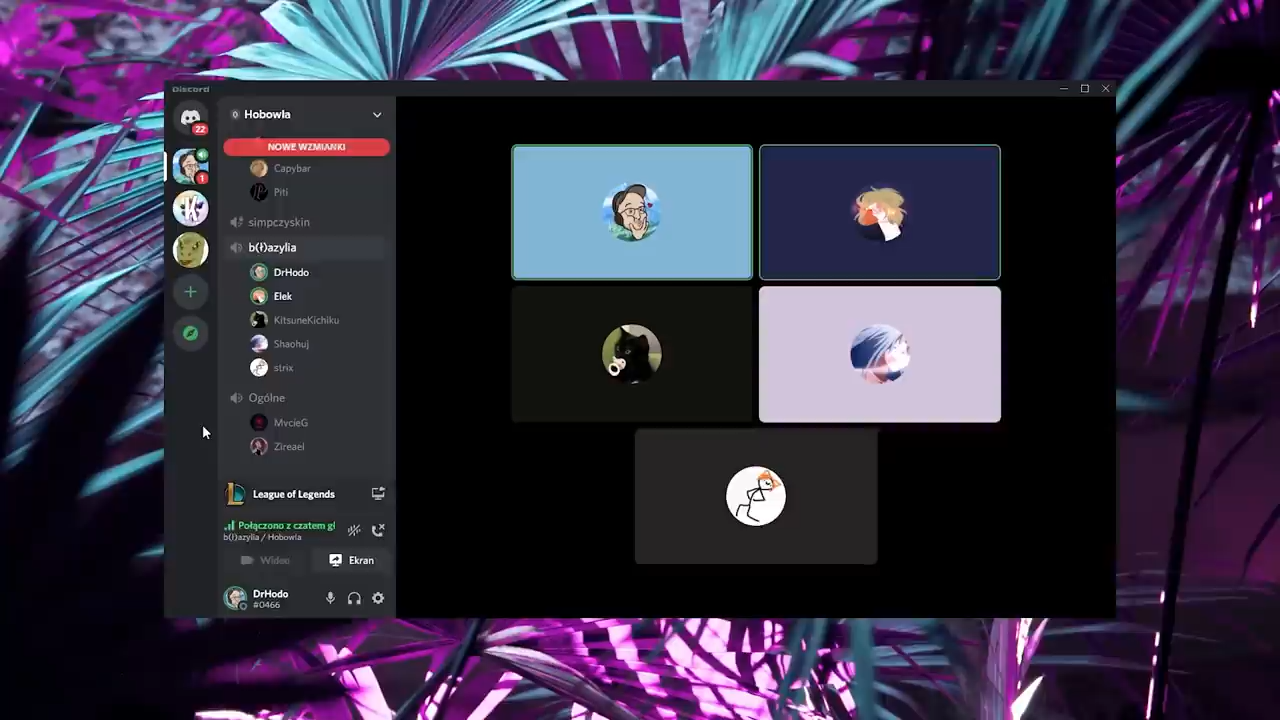 Discord
22
Hobowla
NOWE WZMIANKI
Capybar
Piti
1
simpczyskin
K
b(ł)azylia
DrHodo
Elek
KitsuneKichiku
Shaohuj
strix
Ogólne
MvcieG
Zireael
League of Legends
Połączono z czatem gł
b(ł)azylia / Hobowla
Wideo
Ekran
DrHodo
#0466